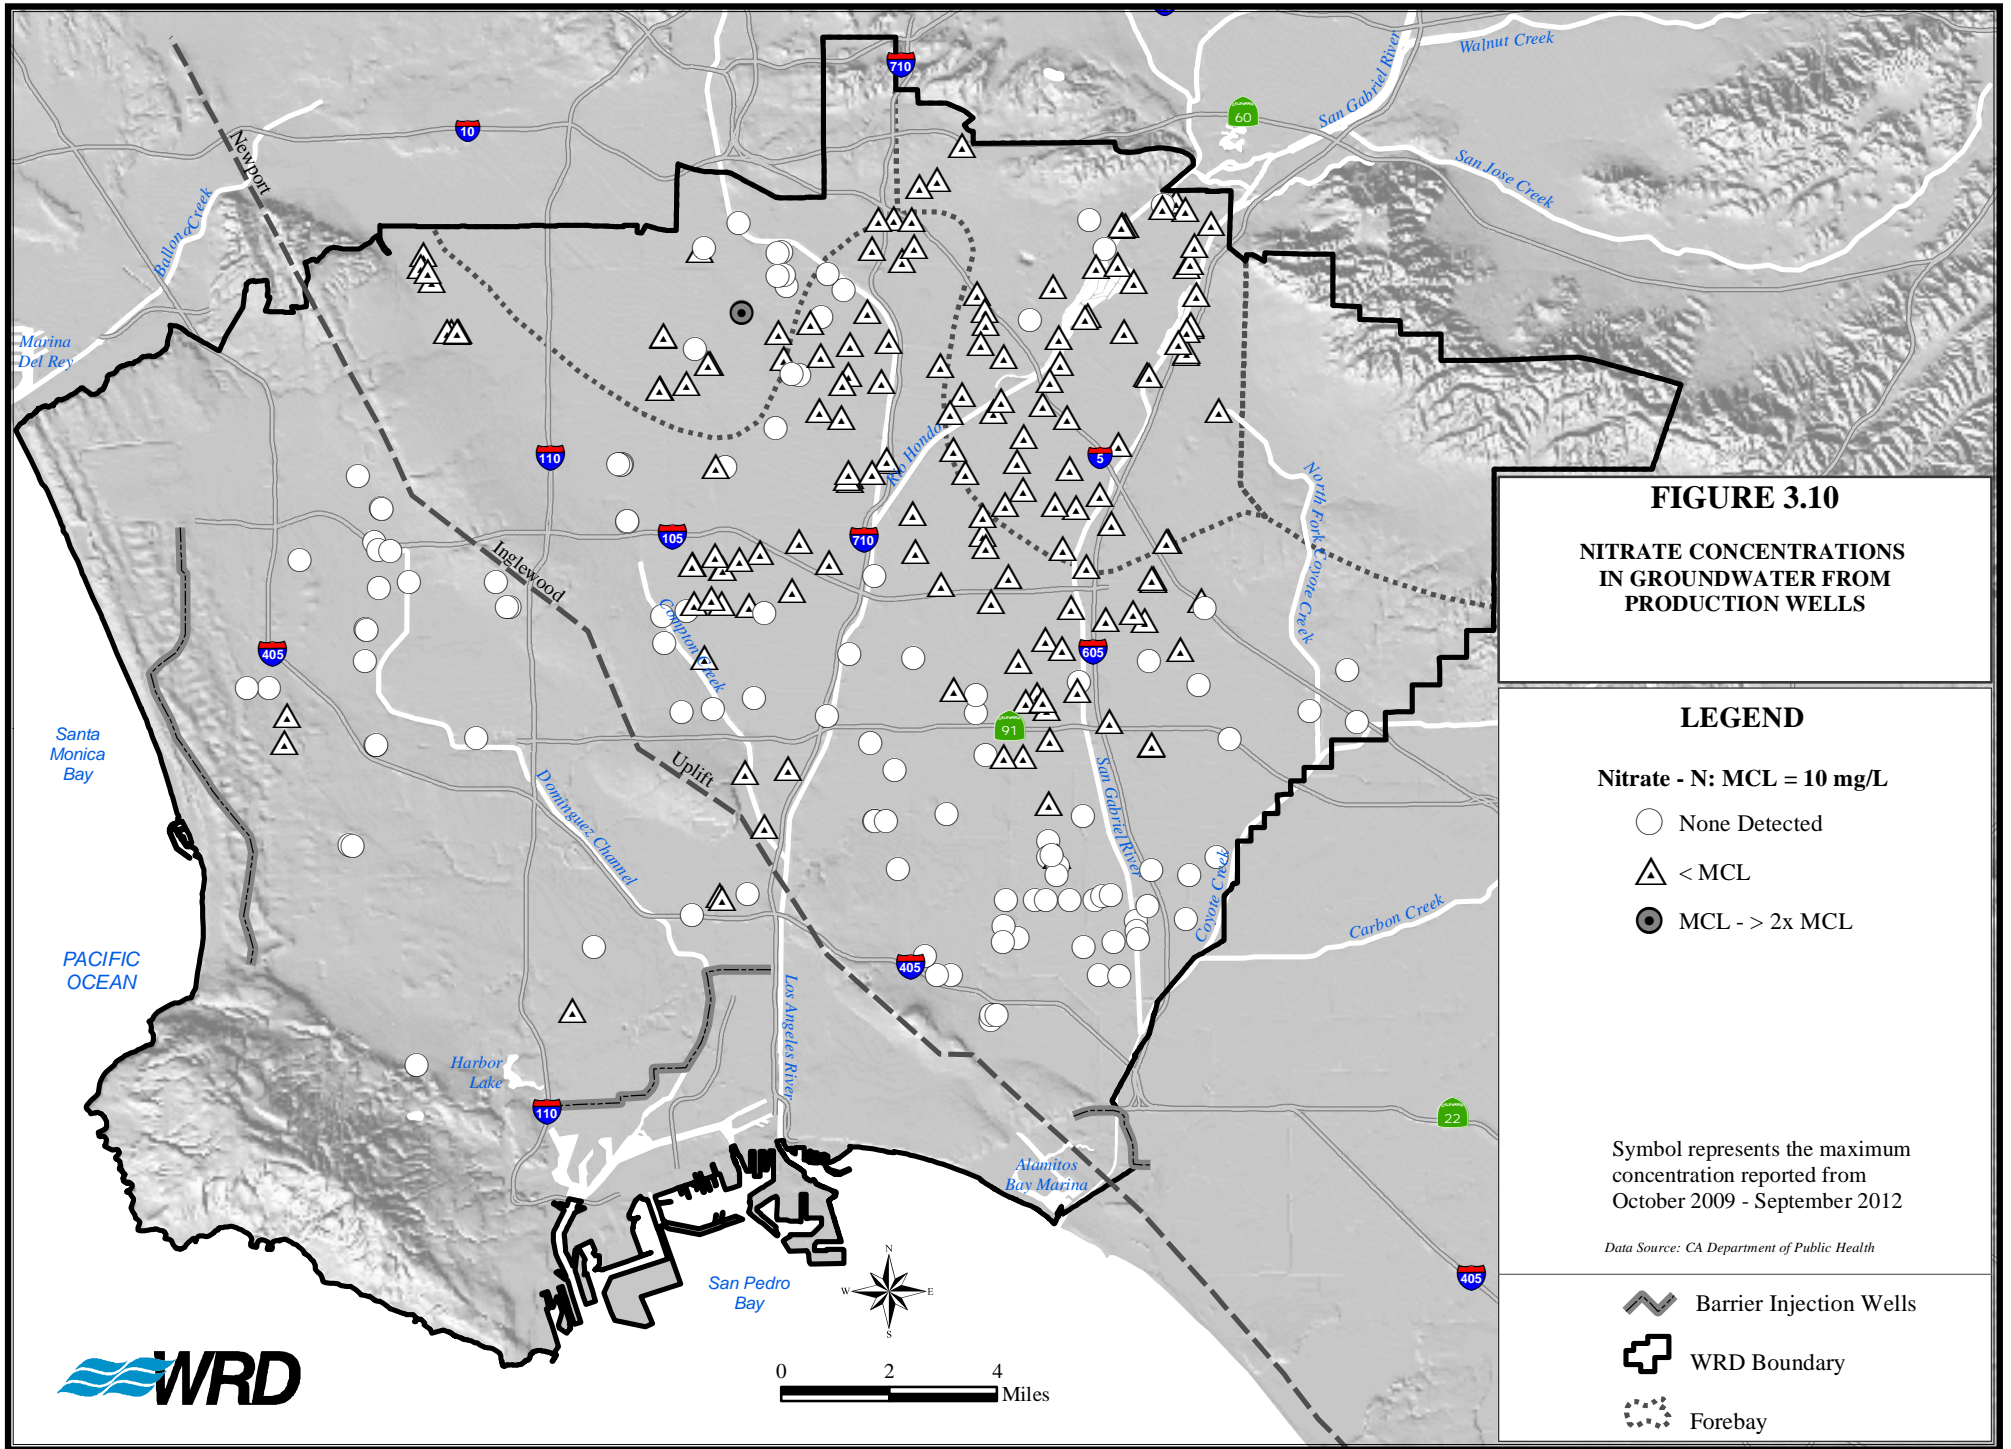 710
Walnut Creek
San Gabriel River
CALIFORNIA
60
10
Newport
San Jose Creek
Ballona Creek
Marina
Del Rey
110
5
Rio Hondo
North Fork Coyote Creek
105
710
Inglewood
Compton Creek
405
605
Santa
Monica
Bay
CALIFORNIA
91
Uplift
Dominguez Channel
San Gabriel River
Coyote Creek
Carbon Creek
PACIFIC
OCEAN
405
Los Angeles River
Harbor
Lake
110
CALIFORNIA
22
Alamitos
Bay Marina
San Pedro
Bay
N
W E
S
405
WRD
0 2 4
Miles
FIGURE 3.10
NITRATE CONCENTRATIONS
IN GROUNDWATER FROM
PRODUCTION WELLS
LEGEND
Nitrate - N: MCL = 10 mg/L
None Detected
< MCL
MCL - > 2x MCL
Symbol represents the maximum
concentration reported from
October 2009 - September 2012
Data Source: CA Department of Public Health
Barrier Injection Wells
WRD Boundary
Forebay